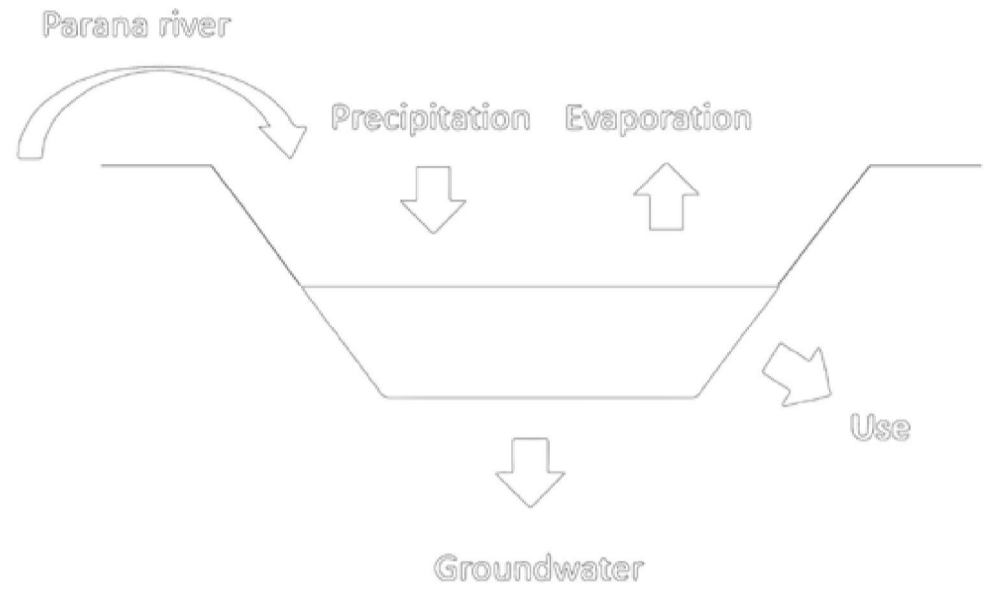 Parana river
Precipitation
Evaporation
Use
Groundwater